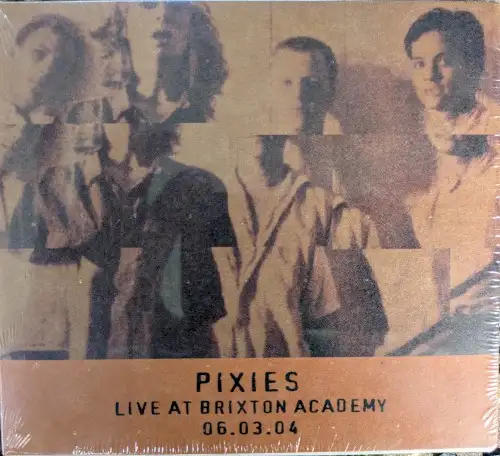 PIXIES
LIVE AT BRIXTON ACADEMY
06.03.04